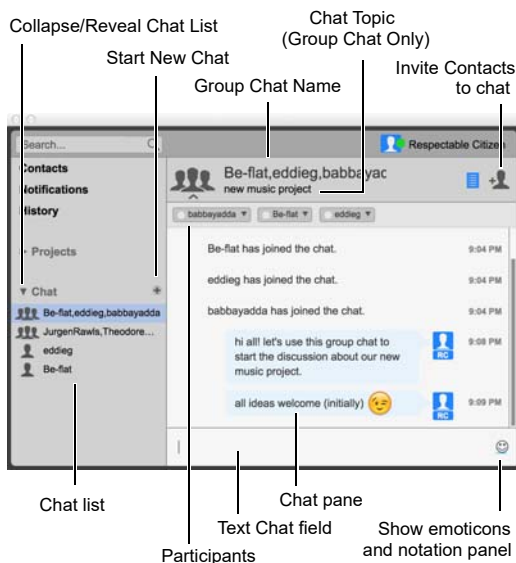 Collapse/Reveal Chat List
Start New Chat
Chat Topic
(Group Chat Only)
Group Chat Name
Invite Contacts
to chat
Search...
Respectable Citizen
Contacts
Notifications
History
Projects
Chat
Be-flat,eddieg,babbayadda
JurgenRawls,Theodore...
eddieg
Be-flat
Be-flat,eddieg,babbayac
new music project
babbayadda
Be-flat
eddieg
Be-flat has joined the chat.
9:04 PM
eddieg has joined the chat.
9:04 PM
babbayadda has joined the chat.
9:04 PM
hi all! let's use this group chat to
start the discussion about our new
music project.
RC
9:08 PM
all ideas welcome (initially)
RC
9:09 PM
Chat list
Chat pane
Text Chat field
Participants
Show emoticons
and notation panel